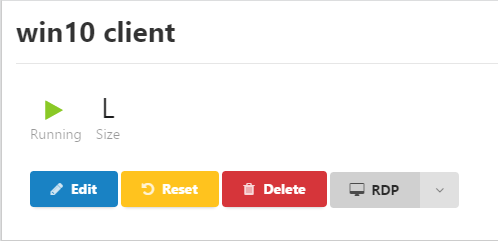 win10 client
L
Running Size
Edit Reset Delete RDP